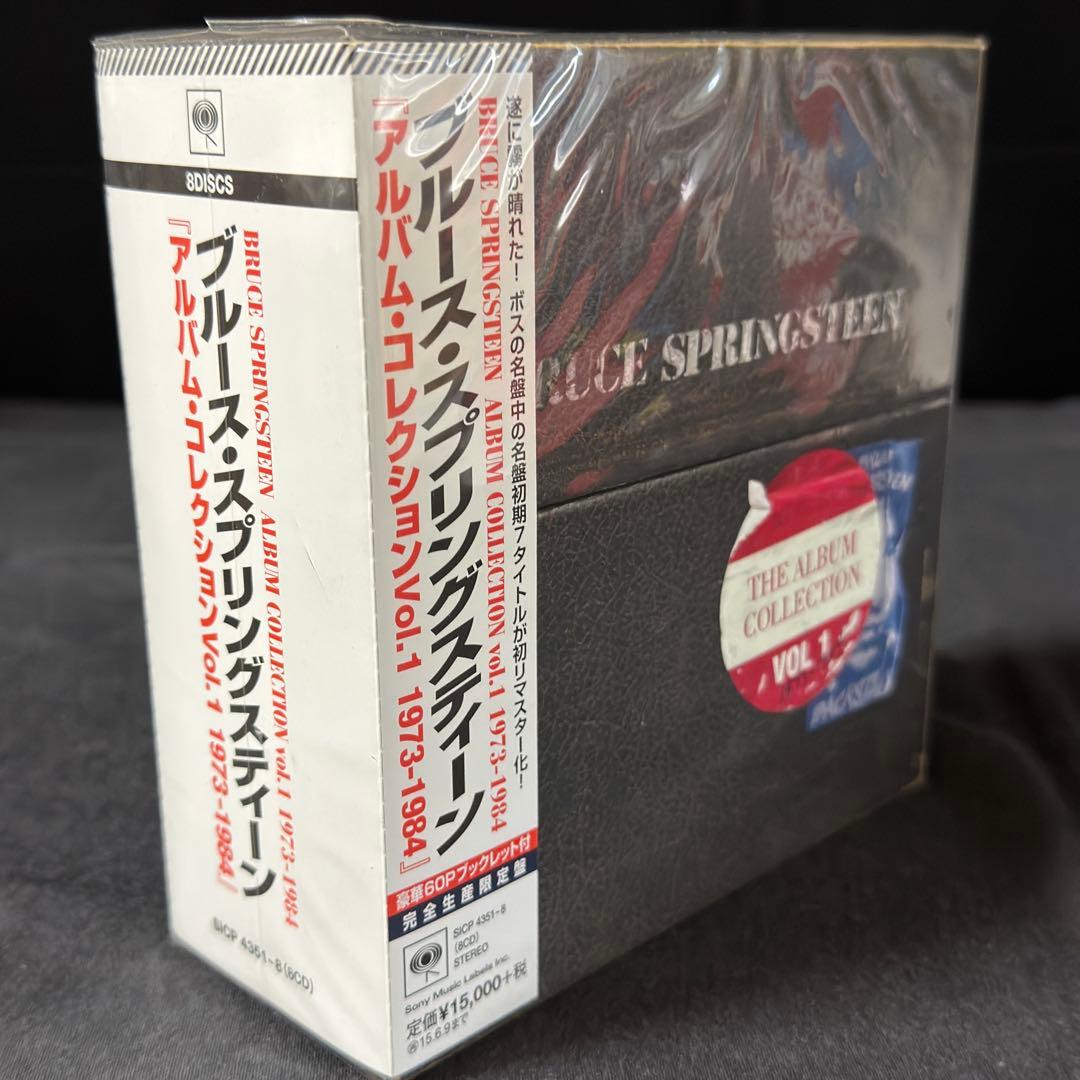 8DISCS
BRUCE SPRINGSTEEN ALBUM COLLECTION vol.1 1973-1984
ブルース・スプリングスティーン
『アルバム・コレクションVol.1 1973-1984』
SICP 4351~8(8CD)
遂に霧が晴れた! ボスの名盤中の名盤初期7タイトルが初リマスター化!
BRUCE SPRINGSTEEN ALBUM COLLECTION vol.1 1973-1984
ブルース・スプリングスティーン
『アルバム・コレクションVol.1 1973-1984』
豪華60Pブックレット付
完全生産限定盤
SICP 4351~8
(8CD)
STEREO
Sony Music Labels Inc.
定価¥15,000+税
15.6.9まで
RUCE SPRINGSTEEN
THE ALBUM
COLLECTION
VOL 1